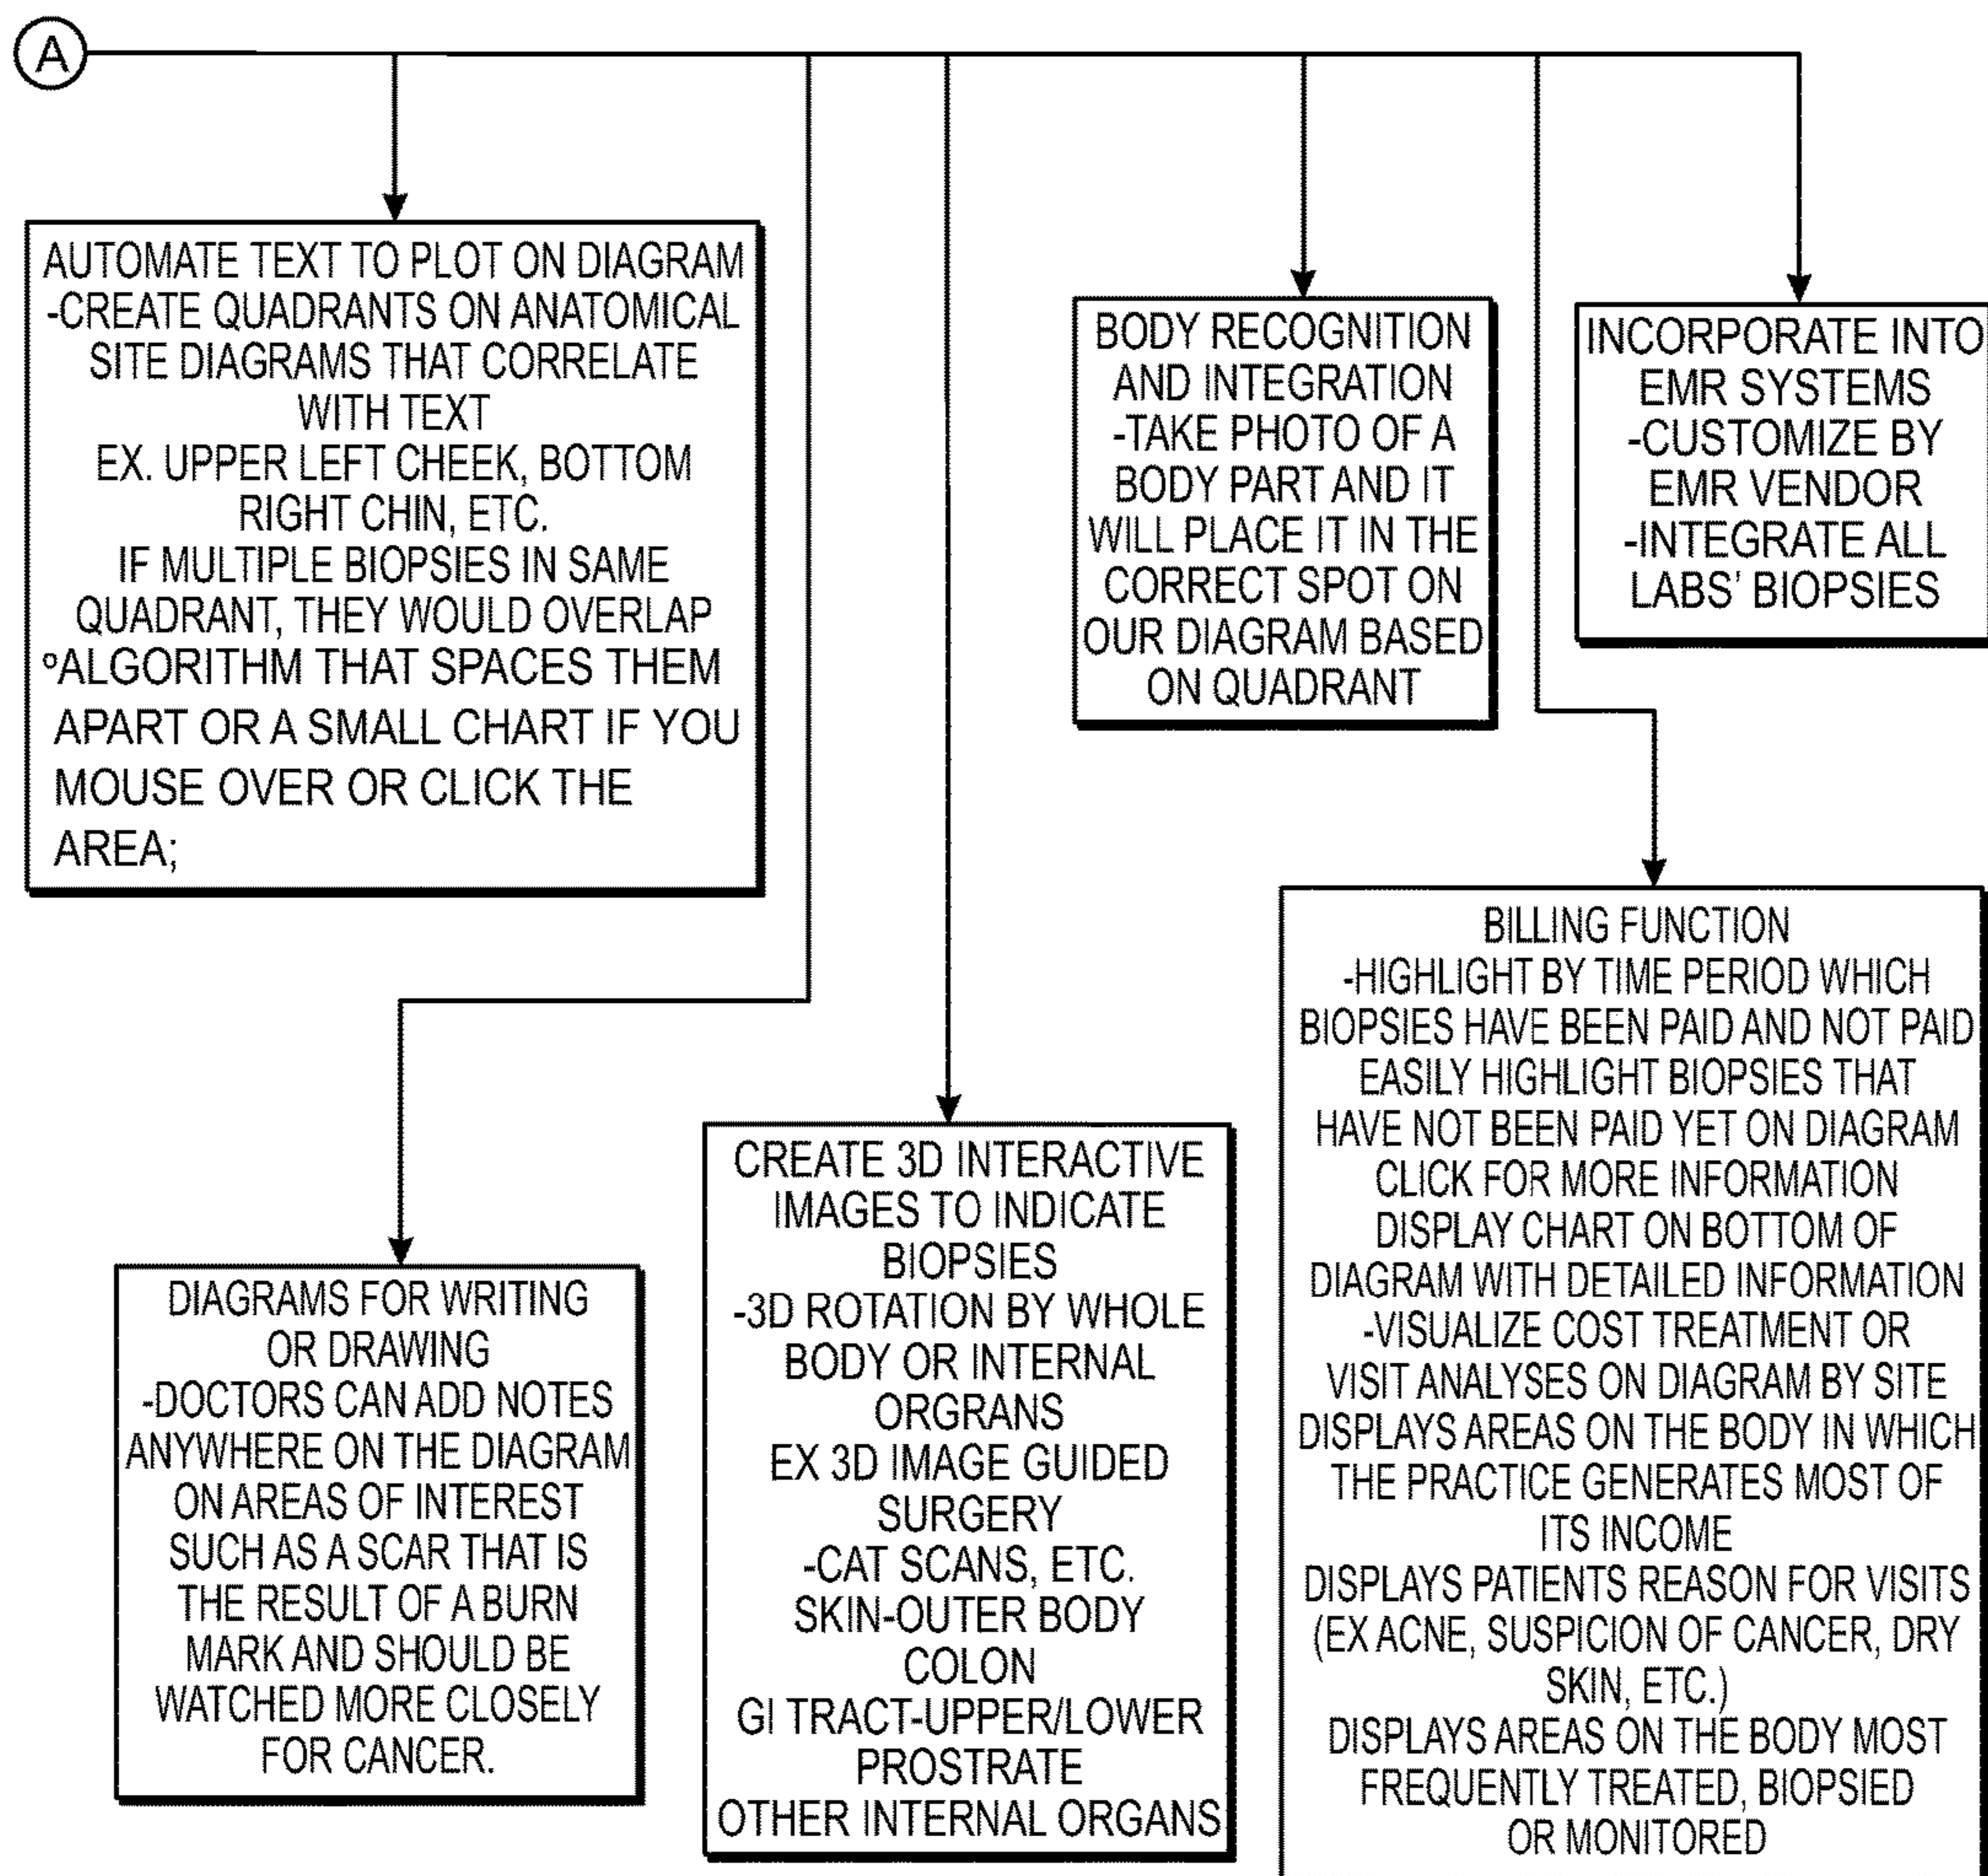 A
AUTOMATE TEXT TO PLOT ON DIAGRAM
-CREATE QUADRANTS ON ANATOMICAL
SITE DIAGRAMS THAT CORRELATE
WITH TEXT
EX. UPPER LEFT CHEEK, BOTTOM
RIGHT CHIN, ETC.
IF MULTIPLE BIOPSIES IN SAME
QUADRANT, THEY WOULD OVERLAP
°ALGORITHM THAT SPACES THEM
APART OR A SMALL CHART IF YOU
MOUSE OVER OR CLICK THE
AREA;
BODY RECOGNITION
AND INTEGRATION
-TAKE PHOTO OF A
BODY PART AND IT
WILL PLACE IT IN THE
CORRECT SPOT ON
OUR DIAGRAM BASED
ON QUADRANT
INCORPORATE INTO
EMR SYSTEMS
-CUSTOMIZE BY
EMR VENDOR
-INTEGRATE ALL
LABS' BIOPSIES
DIAGRAMS FOR WRITING
OR DRAWING
-DOCTORS CAN ADD NOTES
ANYWHERE ON THE DIAGRAM
ON AREAS OF INTEREST
SUCH AS A SCAR THAT IS
THE RESULT OF A BURN
MARK AND SHOULD BE
WATCHED MORE CLOSELY
FOR CANCER.
CREATE 3D INTERACTIVE
IMAGES TO INDICATE
BIOPSIES
-3D ROTATION BY WHOLE
BODY OR INTERNAL
ORGRANS
EX 3D IMAGE GUIDED
SURGERY
-CAT SCANS, ETC.
SKIN-OUTER BODY
COLON
GI TRACT-UPPER/LOWER
PROSTRATE
OTHER INTERNAL ORGANS
BILLING FUNCTION
-HIGHLIGHT BY TIME PERIOD WHICH
BIOPSIES HAVE BEEN PAID AND NOT PAID
EASILY HIGHLIGHT BIOPSIES THAT
HAVE NOT BEEN PAID YET ON DIAGRAM
CLICK FOR MORE INFORMATION
DISPLAY CHART ON BOTTOM OF
DIAGRAM WITH DETAILED INFORMATION
-VISUALIZE COST TREATMENT OR
VISIT ANALYSES ON DIAGRAM BY SITE
DISPLAYS AREAS ON THE BODY IN WHICH
THE PRACTICE GENERATES MOST OF
ITS INCOME
DISPLAYS PATIENTS REASON FOR VISITS
(EX ACNE, SUSPICION OF CANCER, DRY
SKIN, ETC.)
DISPLAYS AREAS ON THE BODY MOST
FREQUENTLY TREATED, BIOPSIED
OR MONITORED